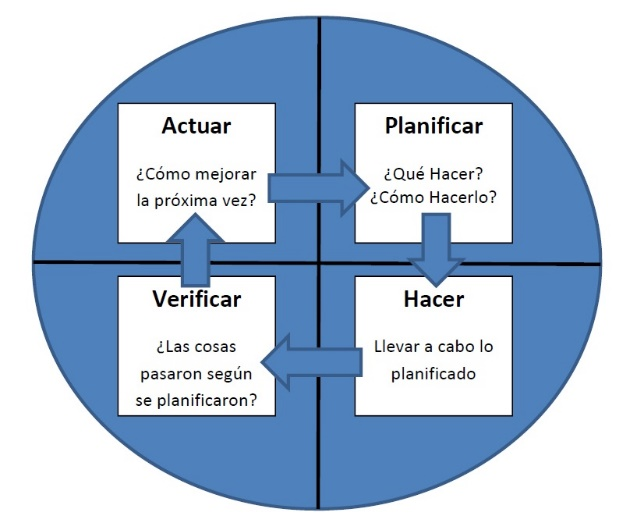 Actuar
¿Cómo mejorar
la próxima vez?
Planificar
¿Qué Hacer?
¿Cómo Hacerlo?
Verificar
¿Las cosas
pasaron según
se planificaron?
Hacer
Llevar a cabo lo
planificado